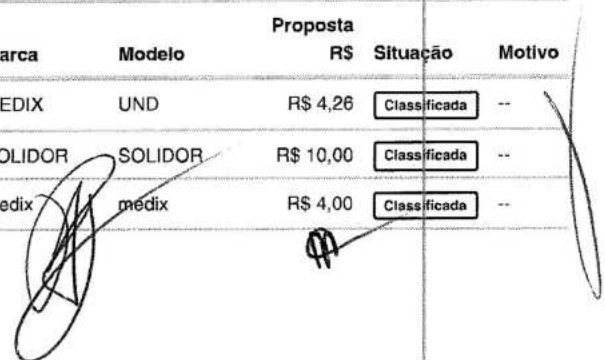 Proposta
arca Modelo R$ Situação Motivo
EDIX UND R$ 4,26 Classificada --
OLIDOR SOLIDOR R$ 10,00 Classificada --
edix medix R$ 4,00 Classificada --